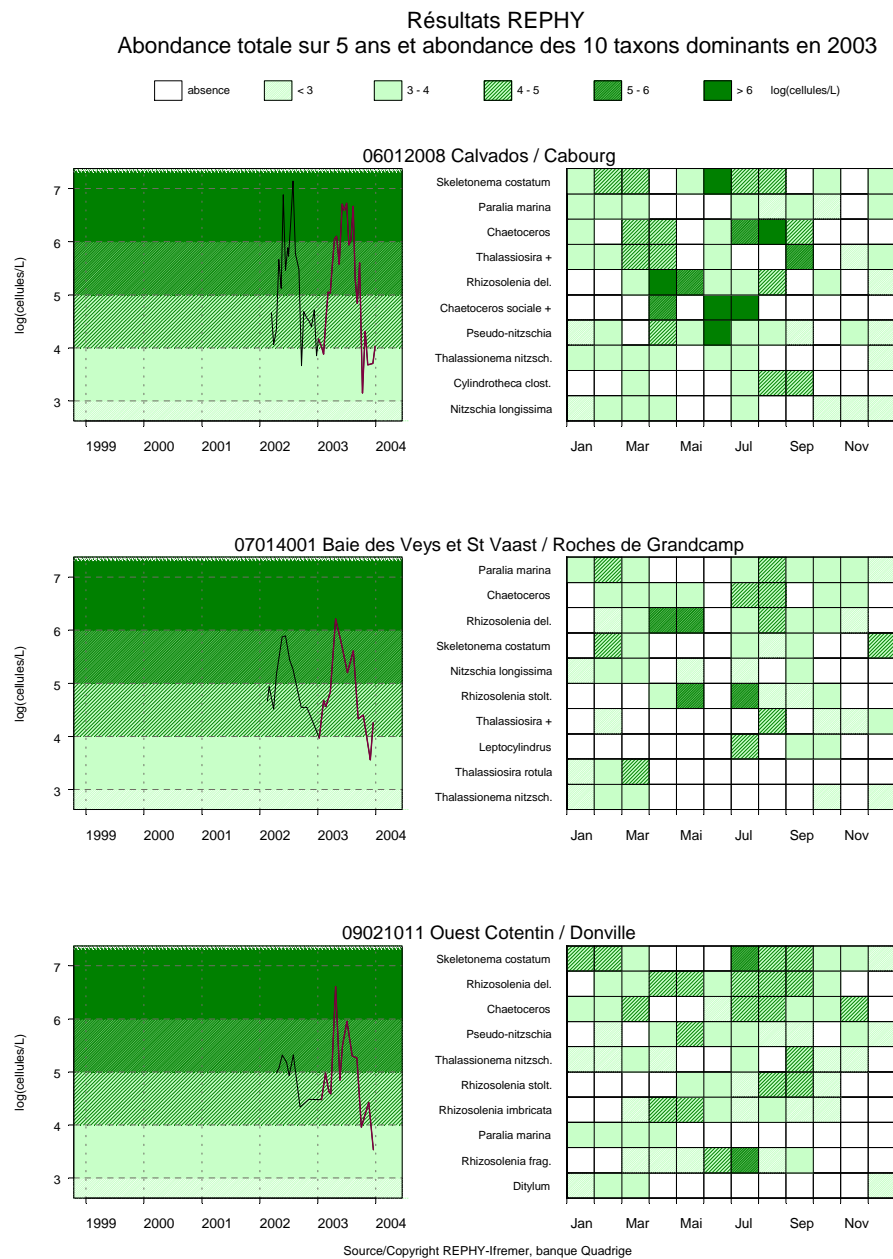 Résultats REPHY
Abondance totale sur 5 ans et abondance des 10 taxons dominants en 2003
absence < 3 3 - 4 4 - 5 5 - 6 > 6 log(cellules/L)
06012008 Calvados / Cabourg
log(cellules/L)
7
6
5
4
3
1999 2000 2001 2002 2003 2004
Skeletonema costatum
Paralia marina
Chaetoceros
Thalassiosira +
Rhizosolenia del.
Chaetoceros sociale +
Pseudo-nitzschia
Thalassionema nitzsch.
Cylindrotheca clost.
Nitzschia longissima
Jan Mar Mai Jul Sep Nov
07014001 Baie des Veys et St Vaast / Roches de Grandcamp
log(cellules/L)
7
6
5
4
3
1999 2000 2001 2002 2003 2004
Paralia marina
Chaetoceros
Rhizosolenia del.
Skeletonema costatum
Nitzschia longissima
Rhizosolenia stolt.
Thalassiosira +
Leptocylindrus
Thalassiosira rotula
Thalassionema nitzsch.
Jan Mar Mai Jul Sep Nov
09021011 Ouest Cotentin / Donville
log(cellules/L)
7
6
5
4
3
1999 2000 2001 2002 2003 2004
Skeletonema costatum
Rhizosolenia del.
Chaetoceros
Pseudo-nitzschia
Thalassionema nitzsch.
Rhizosolenia stolt.
Rhizosolenia imbricata
Paralia marina
Rhizosolenia frag.
Ditylum
Jan Mar Mai Jul Sep Nov
Source/Copyright REPHY-Ifremer, banque Quadrige